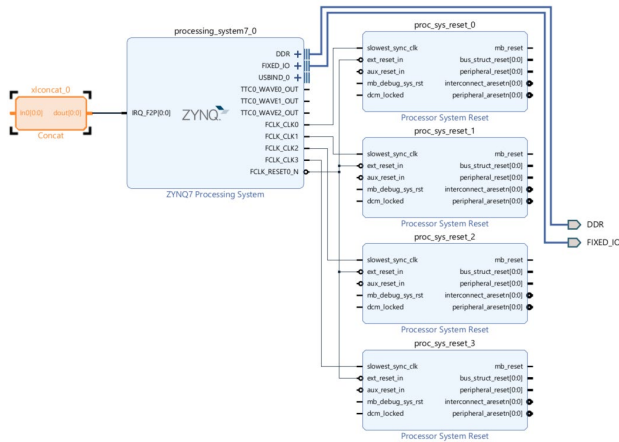 processing_system7_0
DDR
FIXED_IO
USBIND_0
TTC0_WAVE0_OUT
TTC0_WAVE1_OUT
TTC0_WAVE2_OUT
FCLK_CLK0
FCLK_CLK1
FCLK_CLK2
FCLK_CLK3
FCLK_RESET0_N
IRQ_F2P[0:0]
ZYNQ
ZYNQ7 Processing System
xlconcat_0
In0[0:0] dout[0:0]
Concat
proc_sys_reset_0
slowest_sync_clk mb_reset
ext_reset_in bus_struct_reset[0:0]
aux_reset_in peripheral_reset[0:0]
mb_debug_sys_rst interconnect_aresetn[0:0]
dcm_locked peripheral_aresetn[0:0]
Processor System Reset
proc_sys_reset_1
slowest_sync_clk mb_reset
ext_reset_in bus_struct_reset[0:0]
aux_reset_in peripheral_reset[0:0]
mb_debug_sys_rst interconnect_aresetn[0:0]
dcm_locked peripheral_aresetn[0:0]
Processor System Reset
proc_sys_reset_2
slowest_sync_clk mb_reset
ext_reset_in bus_struct_reset[0:0]
aux_reset_in peripheral_reset[0:0]
mb_debug_sys_rst interconnect_aresetn[0:0]
dcm_locked peripheral_aresetn[0:0]
Processor System Reset
proc_sys_reset_3
slowest_sync_clk mb_reset
ext_reset_in bus_struct_reset[0:0]
aux_reset_in peripheral_reset[0:0]
mb_debug_sys_rst interconnect_aresetn[0:0]
dcm_locked peripheral_aresetn[0:0]
Processor System Reset
DDR
FIXED_IO